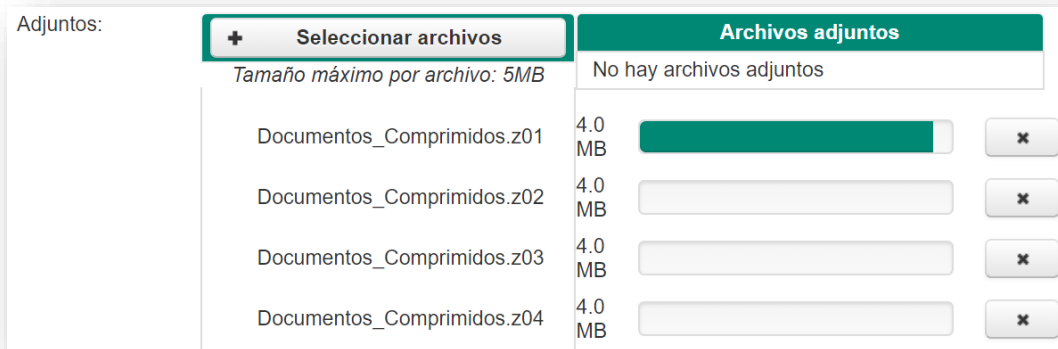 Adjuntos:
Seleccionar archivos
Archivos adjuntos
Tamaño máximo por archivo: 5MB
No hay archivos adjuntos
Documentos_Comprimidos.z01
4.0
MB
Documentos_Comprimidos.z02
4.0
MB
Documentos_Comprimidos.z03
4.0
MB
Documentos_Comprimidos.z04
4.0
MB